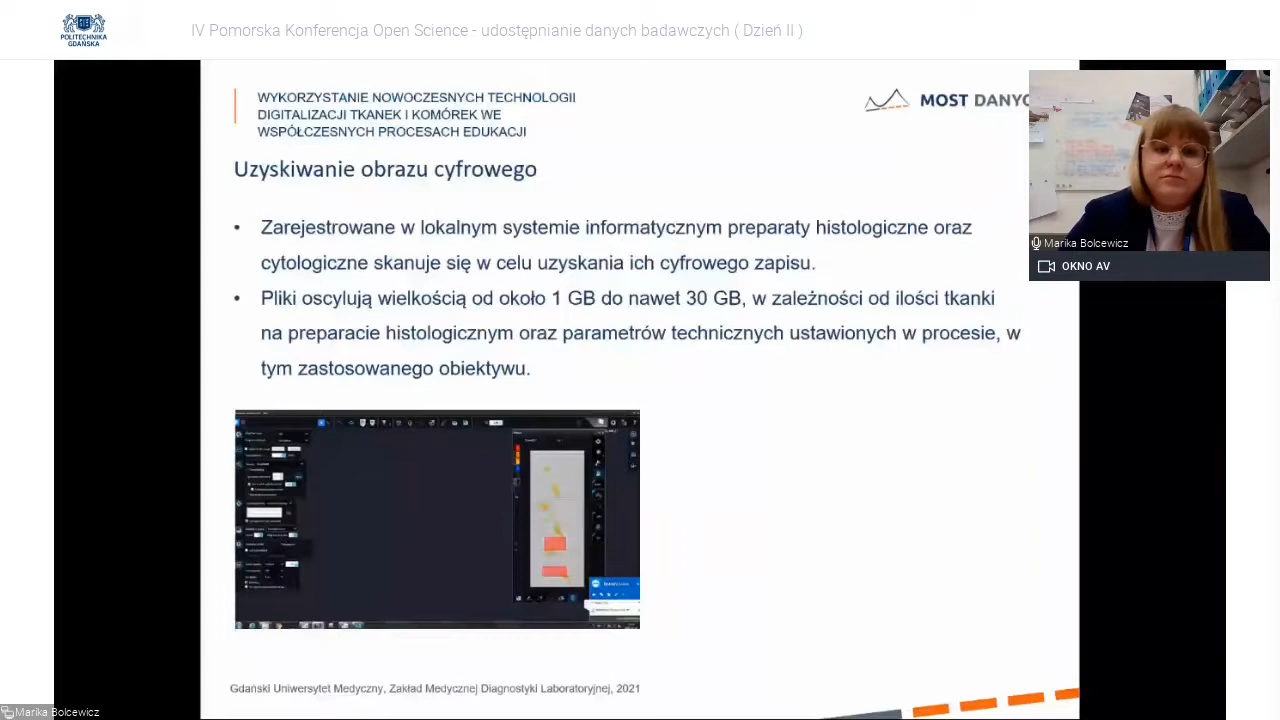 POLITECHNIKA
GDAŃSKA
IV Pomorska Konferencja Open Science - udostępnianie danych badawczych ( Dzień II )
WYKORZYSTANIE NOWOCZESNYCH TECHNOLOGII
DIGITALIZACJI TKANEK I KOMÓREK WE
WSPÓŁCZESNYCH PROCESACH EDUKACJI
MOST DANYC
Uzyskiwanie obrazu cyfrowego
• Zarejestrowane w lokalnym systemie informatycznym preparaty histologiczne oraz
cytologiczne skanuje się w celu uzyskania ich cyfrowego zapisu.
• Pliki oscylują wielkością od około 1 GB do nawet 30 GB, w zależności od ilości tkanki
na preparacie histologicznym oraz parametrów technicznych ustawionych w procesie, w
tym zastosowanego obiektywu.
Marika Bolcewicz
OKNO AV
Gdański Uniwersytet Medyczny, Zakład Medycznej Diagnostyki Laboratoryjnej, 2021
Marika Bolcewicz